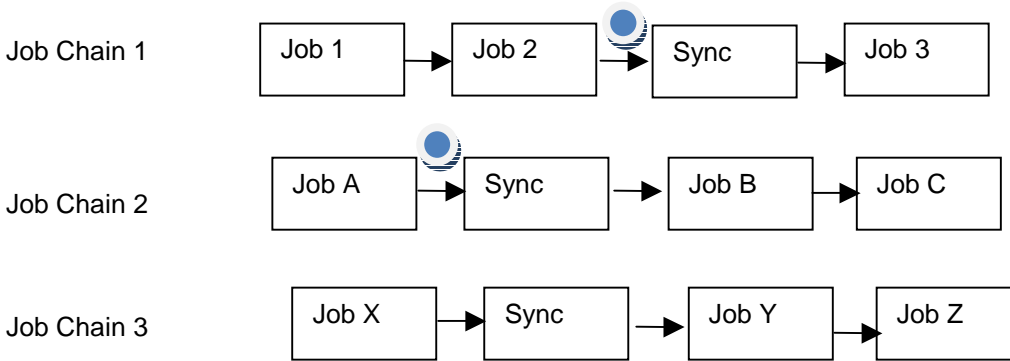 Job Chain 1
Job 1
Job 2
Sync
Job 3
Job Chain 2
Job A
Sync
Job B
Job C
Job Chain 3
Job X
Sync
Job Y
Job Z